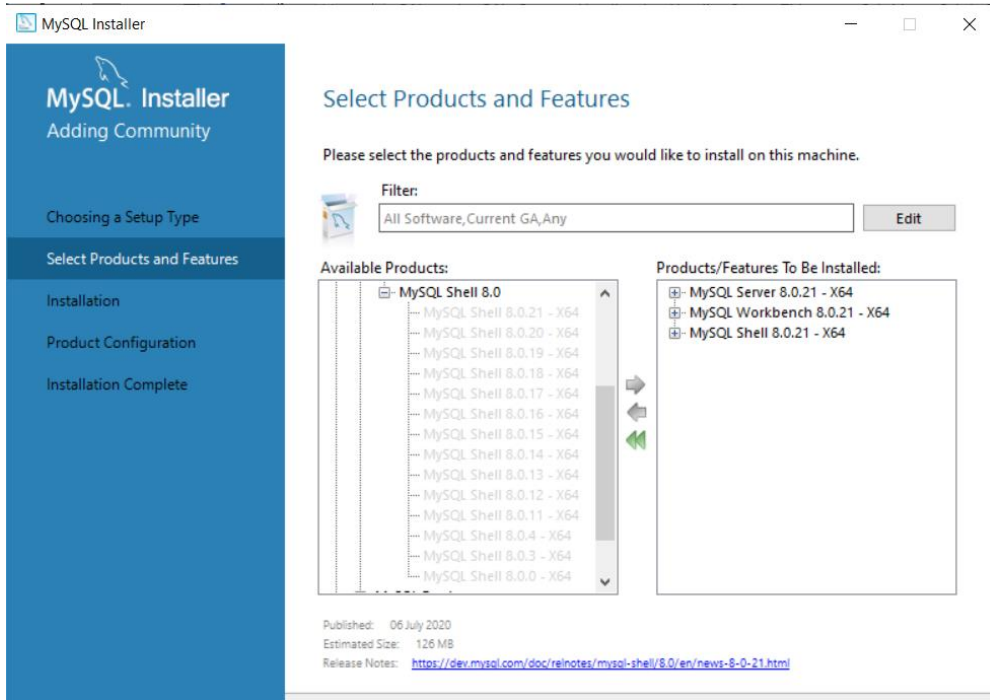 MySQL Installer
MySQL. Installer
Adding Community
Choosing a Setup Type
Select Products and Features
Installation
Product Configuration
Installation Complete
Select Products and Features
Please select the products and features you would like to install on this machine.
Filter:
All Software,Current GA,Any
Edit
Available Products:
MySQL Shell 8.0
MySQL Shell 8.0.21 - X64
MySQL Shell 8.0.20 - X64
MySQL Shell 8.0.19 - X64
MySQL Shell 8.0.18 - X64
MySQL Shell 8.0.17 - X64
MySQL Shell 8.0.16 - X64
MySQL Shell 8.0.15 - X64
MySQL Shell 8.0.14 - X64
MySQL Shell 8.0.13 - X64
MySQL Shell 8.0.12 - X64
MySQL Shell 8.0.11 - X64
MySQL Shell 8.0.4 - X64
MySQL Shell 8.0.3 - X64
MySQL Shell 8.0.0 - X64
Products/Features To Be Installed:
MySQL Server 8.0.21 - X64
MySQL Workbench 8.0.21 - X64
MySQL Shell 8.0.21 - X64
Published: 06 July 2020
Estimated Size: 126 MB
Release Notes: https://dev.mysql.com/doc/relnotes/mysql-shell/8.0/en/news-8-0-21.html